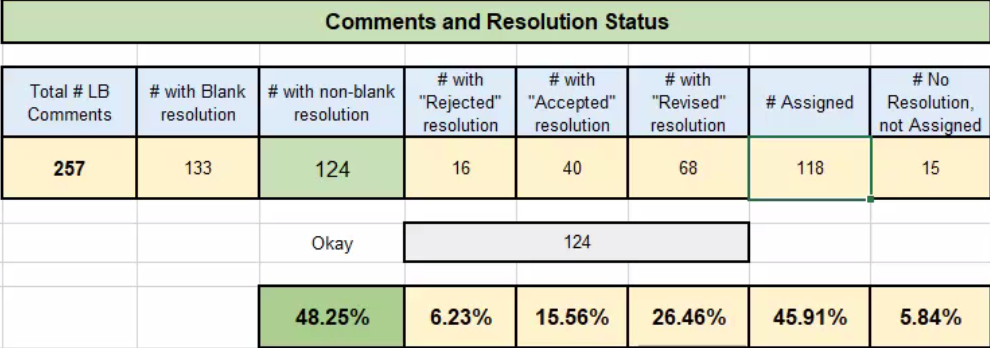 Comments and Resolution Status
Total # LB Comments # with Blank resolution # with non-blank resolution # with "Rejected" resolution # with "Accepted" resolution # with "Revised" resolution # Assigned # No Resolution, not Assigned
257 133 124 16 40 68 118 15
Okay 124
48.25% 6.23% 15.56% 26.46% 45.91% 5.84%